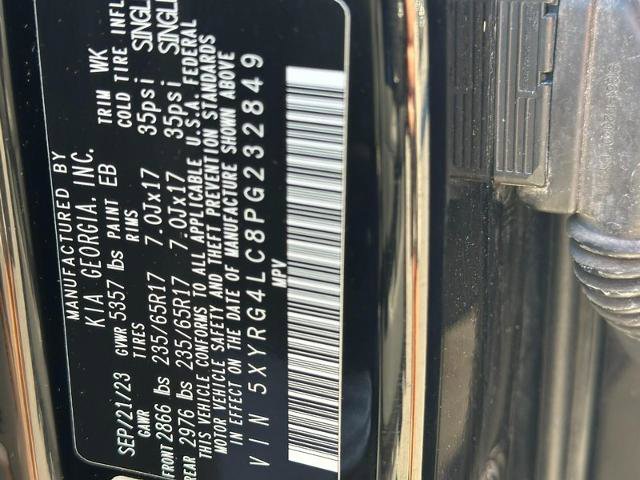 MANUFACTURED BY
KIA GEORGIA, INC.
SEP/21/23 GVWR 5357 lbs PAINT EB TRIM WK
GAWR TIRES RIMS COLD TIRE INFL
FRONT 2866 lbs 235/65R17 7.0Jx17 35psi SINGL
REAR 2976 lbs 235/65R17 7.0Jx17 35psi SINGL
THIS VEHICLE CONFORMS TO ALL APPLICABLE U.S.A. FEDERAL
MOTOR VEHICLE SAFETY AND THEFT PREVENTION STANDARDS
IN EFFECT ON THE DATE OF MANUFACTURE SHOWN ABOVE
VIN 5XYRG4LC8PG232849
MPV